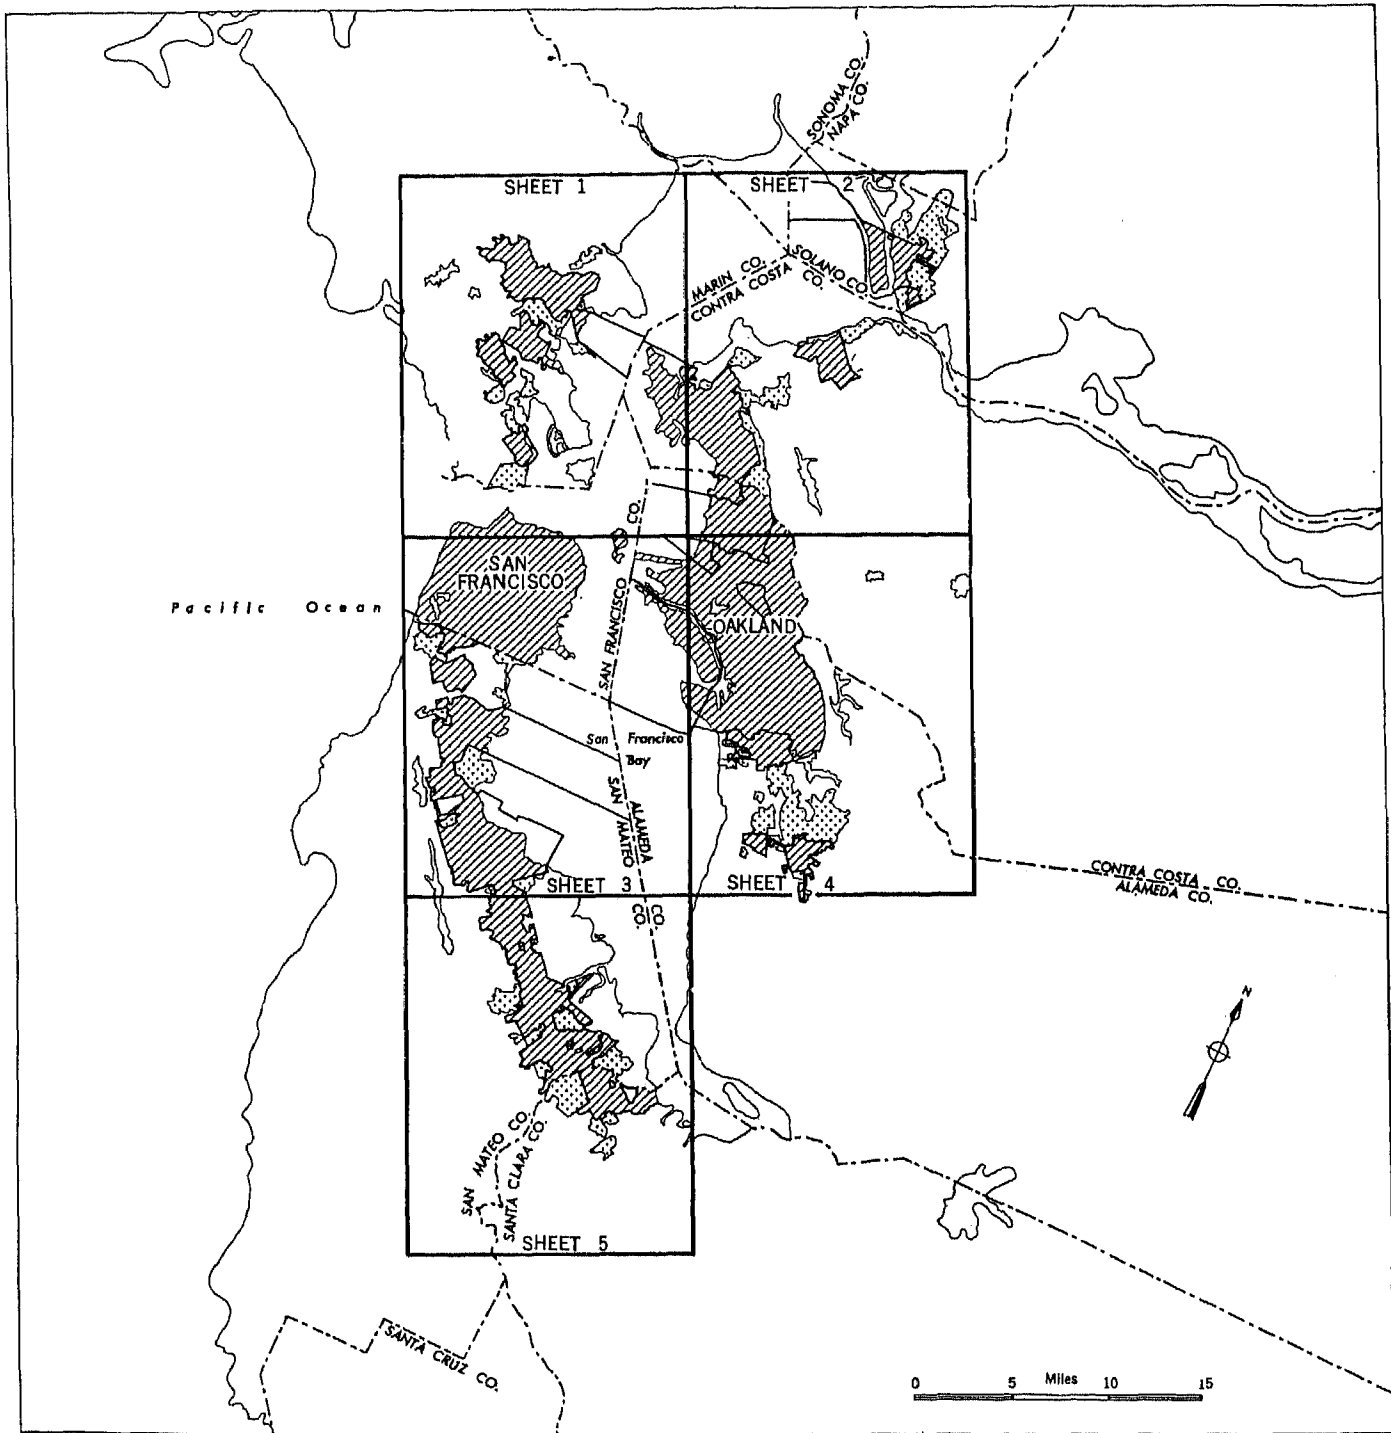 SONOMA CO.
NAPA CO.
SHEET 1
SHEET 2
MARIN CO.
CONTRA COSTA CO.
SOLANO CO.
SAN FRANCISCO CO.
SAN
FRANCISCO
Pacific Ocean
OAKLAND
San Francisco
Bay
ALAMEDA CO.
SAN MATEO CO.
SHEET 3
SHEET 4
CONTRA COSTA CO.
ALAMEDA CO.
N
SAN MATEO CO.
SANTA CLARA CO.
SHEET 5
SANTA CRUZ CO.
0 5 Miles 10 15